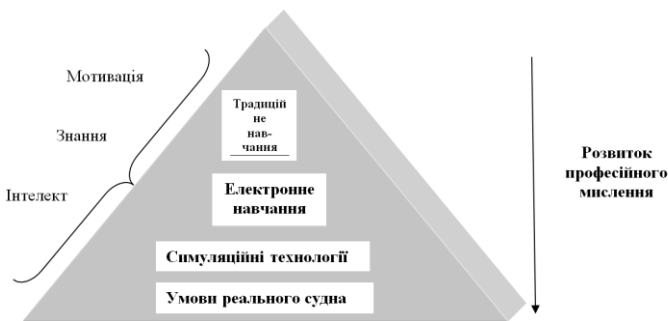 Мотивація
Знання
Інтелект
Традицій
не
нав-
чання
Електронне
навчання
Симуляційні технології
Умови реального судна
Розвиток
професійного
мислення